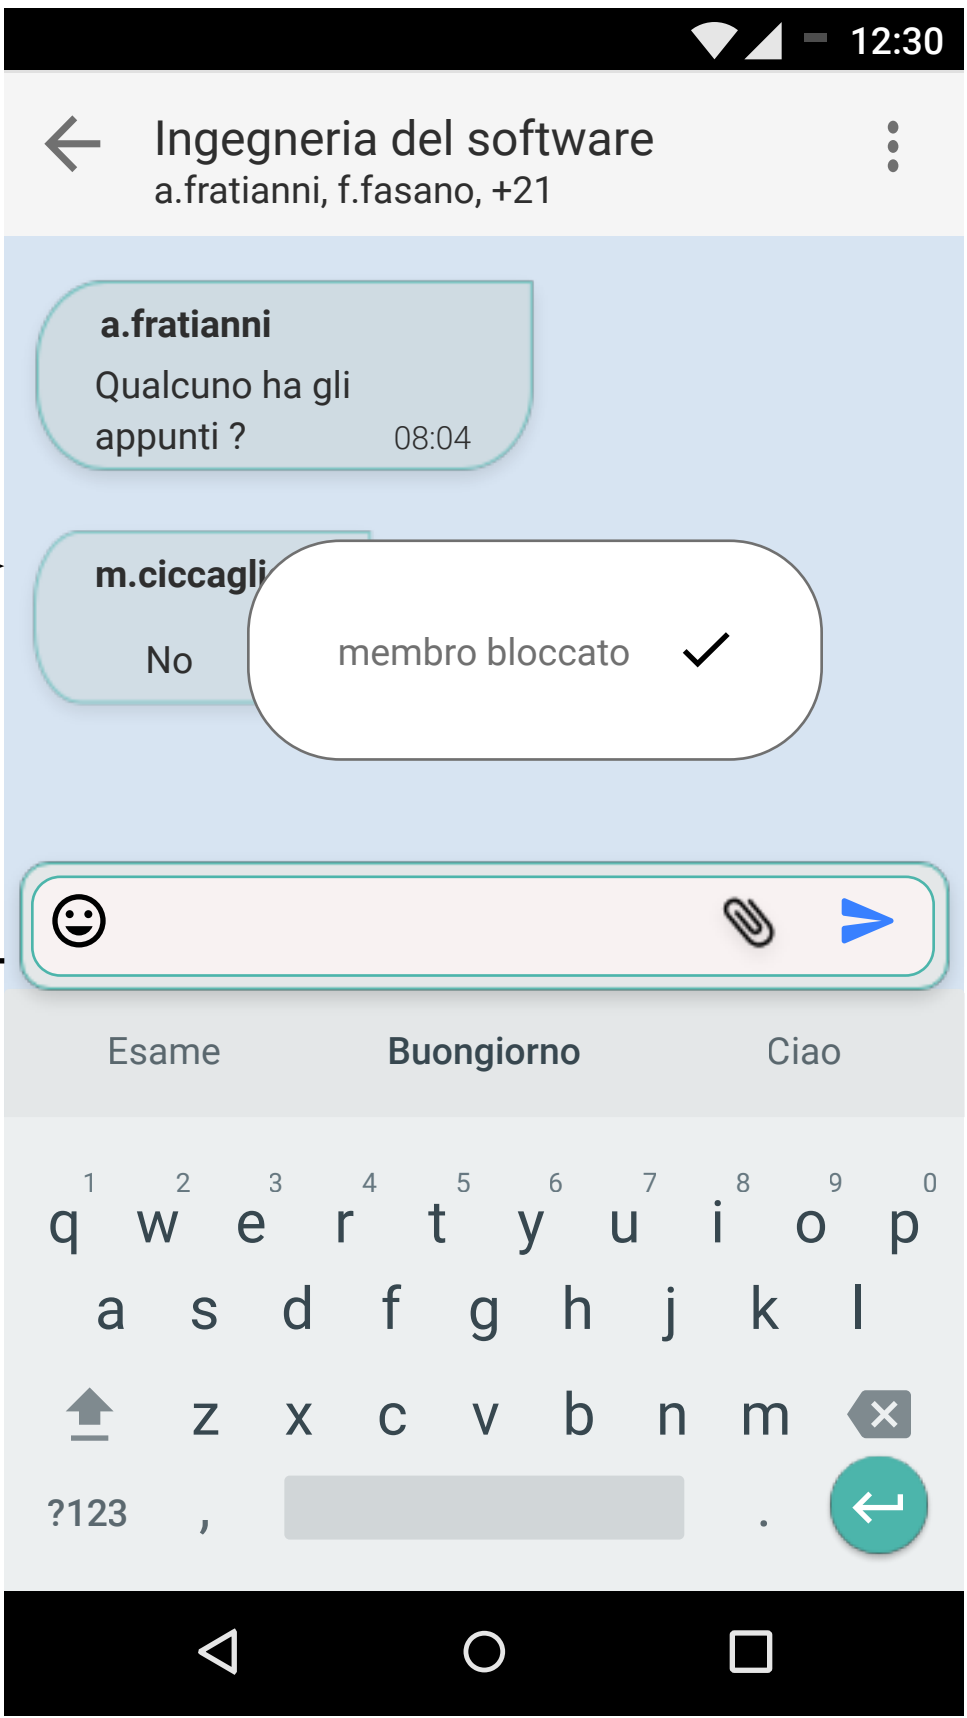 12:30
Ingegneria del software
a.fratianni, f.fasano, +21
a.fratianni
Qualcuno ha gli
appunti ?
08:04
m.ciccagli
No
membro bloccato
Esame Buongiorno Ciao
1 2 3 4 5 6 7 8 9 0
q w e r t y u i o p
a s d f g h j k l
z x c v b n m
?123 , .